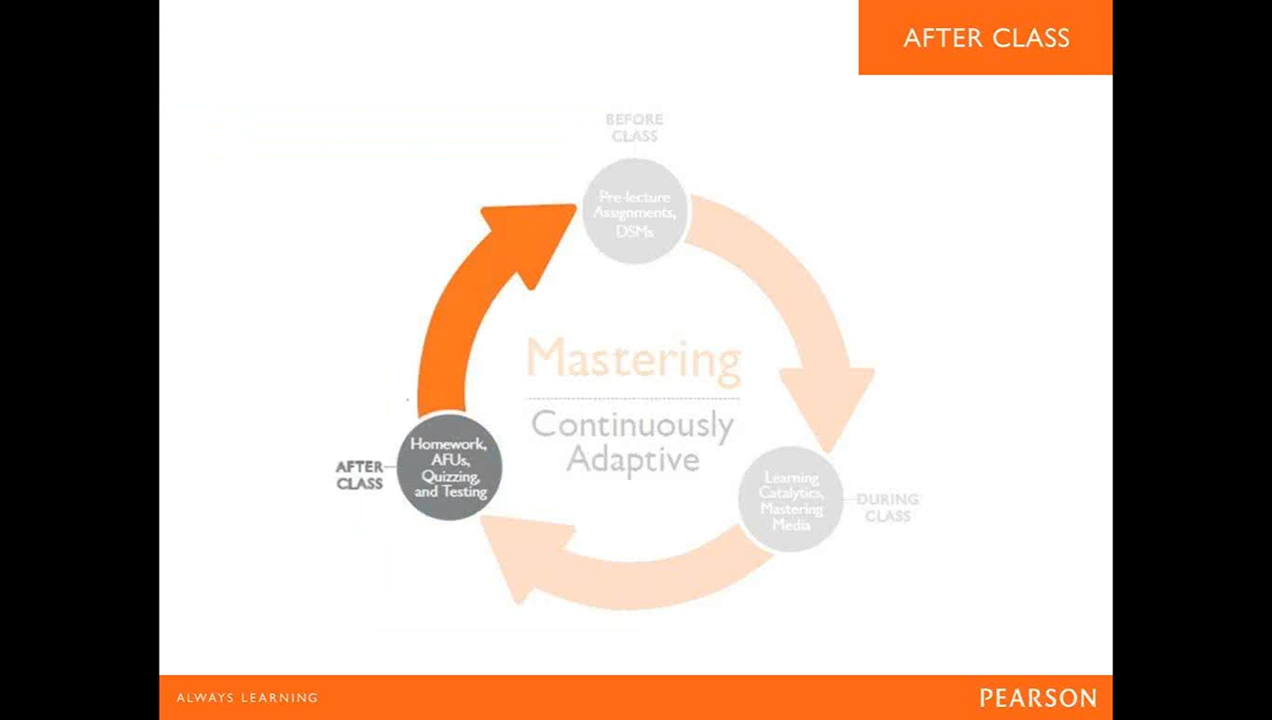 AFTER CLASS
BEFORE
CLASS
Pre-lecture
Assignments,
DSMs
Mastering
Continuously
Adaptive
Homework,
AFUs,
Quizzing,
and Testing
AFTER
CLASS
Learning
Catalytics,
Mastering
Media
DURING
CLASS
ALWAYS LEARNING
PEARSON